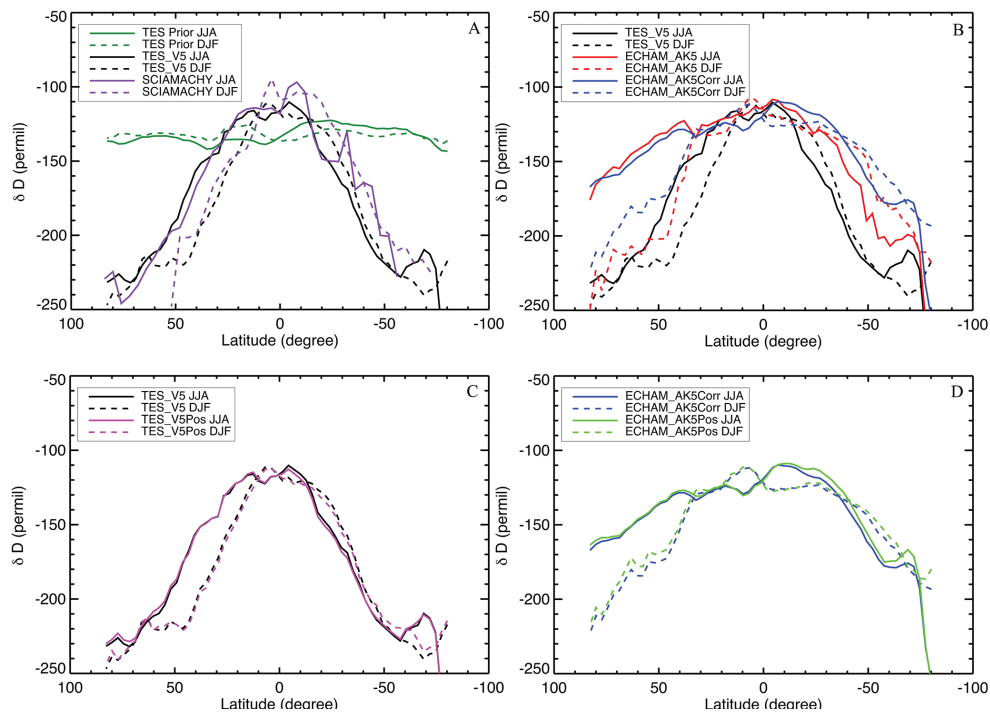 A
-50
-100
-150
-200
-250
δ D (permil)
TES Prior JJA
TES Prior DJF
TES_V5 JJA
TES_V5 DJF
SCIAMACHY JJA
SCIAMACHY DJF
100 50 0 -50 -100
Latitude (degree)
B
-50
-100
-150
-200
-250
δ D (permil)
TES_V5 JJA
TES_V5 DJF
ECHAM_AK5 JJA
ECHAM_AK5 DJF
ECHAM_AK5Corr JJA
ECHAM_AK5Corr DJF
100 50 0 -50 -100
Latitude (degree)
C
-50
-100
-150
-200
-250
δ D (permil)
TES_V5 JJA
TES_V5 DJF
TES_V5Pos JJA
TES_V5Pos DJF
100 50 0 -50 -100
Latitude (degree)
D
-50
-100
-150
-200
-250
δ D (permil)
ECHAM_AK5Corr JJA
ECHAM_AK5Corr DJF
ECHAM_AK5Pos JJA
ECHAM_AK5Pos DJF
100 50 0 -50 -100
Latitude (degree)